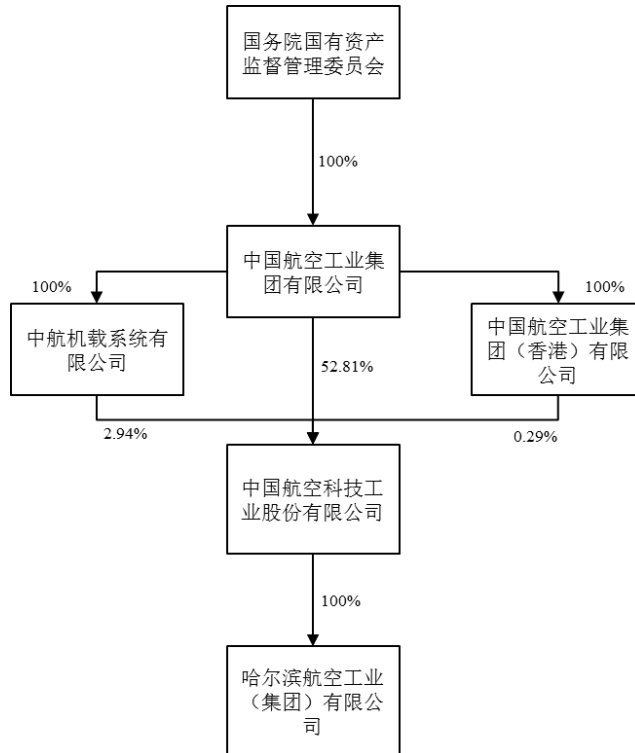 国务院国有资产
监督管理委员会
100%
中国航空工业集
团有限公司
100%
100%
中航机载系统有
限公司
52.81%
中国航空工业集
团（香港）有限
公司
2.94%
0.29%
中国航空科技工
业股份有限公司
100%
哈尔滨航空工业
（集团）有限公
司